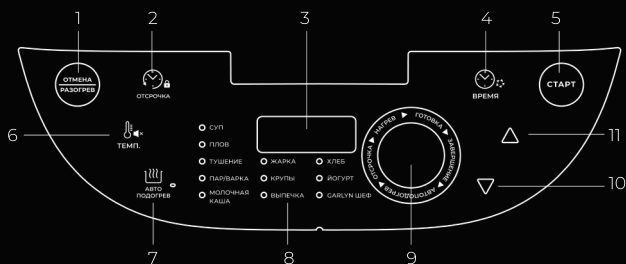 1
2
3
4
5
ОТМЕНА
РАЗОГРЕВ
ОТСРОЧКА
ВРЕМЯ
СТАРТ
6
ТЕМП.
11
СУП
ПЛОВ
ТУШЕНИЕ
ЖАРКА
ХЛЕБ
ПАР/ВАРКА
КРУПЫ
ЙОГУРТ
МОЛОЧНАЯ
КАША
ВЫПЕЧКА
GARLYN ШЕФ
ОТСРОЧКА НАГРЕВ ГОТОВКА ЗАВЕРШЕНИЕ АВТОПОДОГРЕВ
АВТО
ПОДОГРЕВ
10
7
8
9